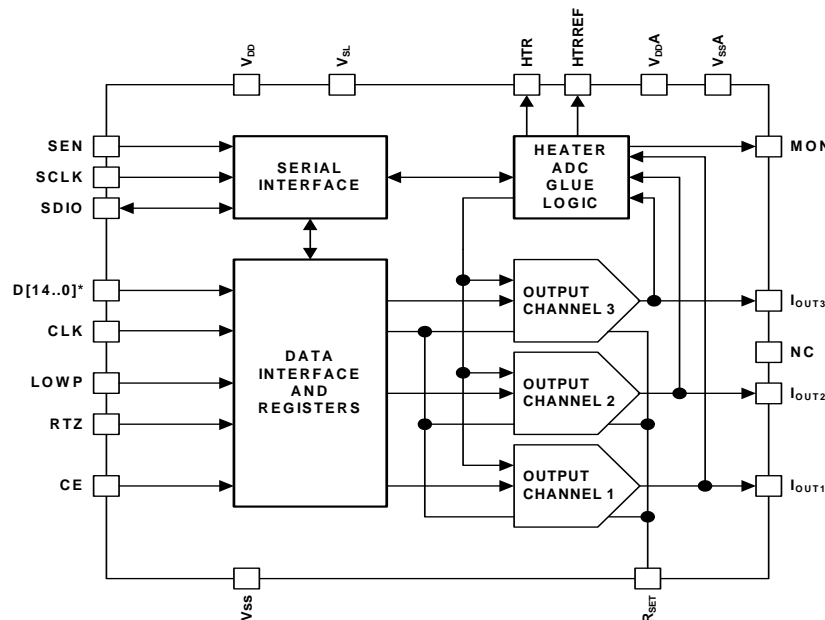 VDD
VSL
HTR
HTRREF
VDDA
VSSA
SEN
SCLK
SDIO
D[14..0]*
CLK
LOWP
RTZ
CE
SERIAL
INTERFACE
DATA
INTERFACE
AND
REGISTERS
HEATER
ADC
GLUE
LOGIC
OUTPUT
CHANNEL 3
OUTPUT
CHANNEL 2
OUTPUT
CHANNEL 1
MON
IOUT3
NC
IOUT2
IOUT1
Vss
RSET